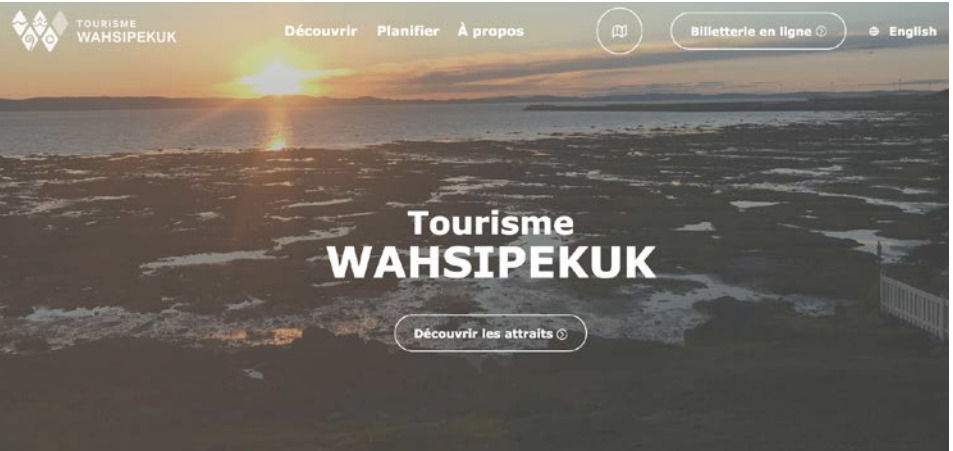 TOURISME
WAHSIPEKUK
Découvrir Planifier À propos
Billetterie en ligne
English
Tourisme
WAHSIPEKUK
Découvrir les attraits